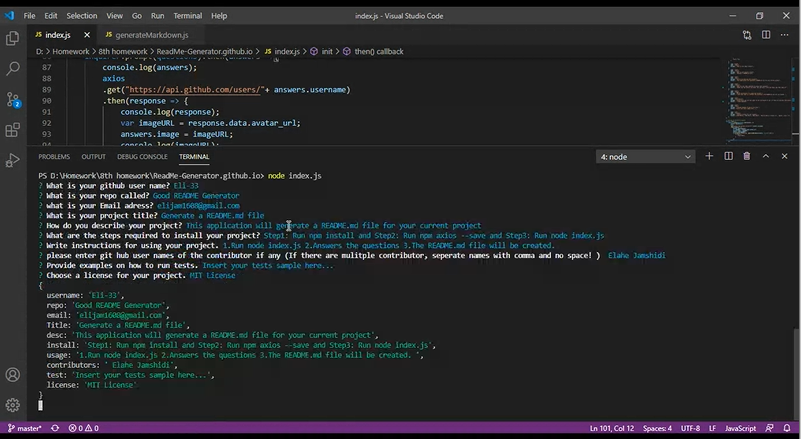 File Edit Selection View Go Run Terminal Help index.js - Visual Studio Code
index.js generateMarkdown.js
D: > Homework > 8th homework > ReadMe-Generator.github.io > index.js > init > then() callback
87 console.log(answers);
88 axios
89 .get("https://api.github.com/users/"+ answers.username)
90 .then(response => {
91 console.log(response);
92 var imageURL = response.data.avatar_url;
93 answers.image = imageURL;
94 console.log(imageURL);
PROBLEMS OUTPUT DEBUG CONSOLE TERMINAL 4: node
PS D:\Homework\8th homework\ReadMe-Generator.github.io> node index.js
? What is your github user name? Eli-33
? What is your repo called? Good README Generator
? What is your Email adress? elijam1608@gmail.com
? What is your project title? Generate a README.md file
? How do you describe your project? This application will generate a README.md file for your current project
? What are the steps required to install your project? Step1: Run npm install and Step2: Run npm axios --save and Step3: Run node index.js
? Write instructions for using your project. 1.Run node index.js 2.Answers the questions 3.The README.md file will be created.
? please enter git hub user names of the contributor if any (If there are mulitplc contributor, seperate names with comma and no space! ) Elahe Jamshidi
? Provide examples on how to run tests. Insert your tests sample here...
? Choose a license for your project. MIT License
{
username: 'Eli-33',
repo: 'Good README Generator',
email: 'elijam1608@gmail.com',
Title: 'Generate a README.md file',
desc: 'This application will generate a README.md file for your current project',
install: 'Step1: Run npm install and Step2: Run npm axios --save and Step3: Run node index.js',
usage: '1.Run node index.js 2.Answers the questions 3.The README.md file will be created. ',
contributors: ' Elahe Jamshidi',
test: 'Insert your tests sample here...',
license: 'MIT License'
}
2
master* 0 0 Ln 101, Col 12 Spaces: 4 UTF-8 LF JavaScript